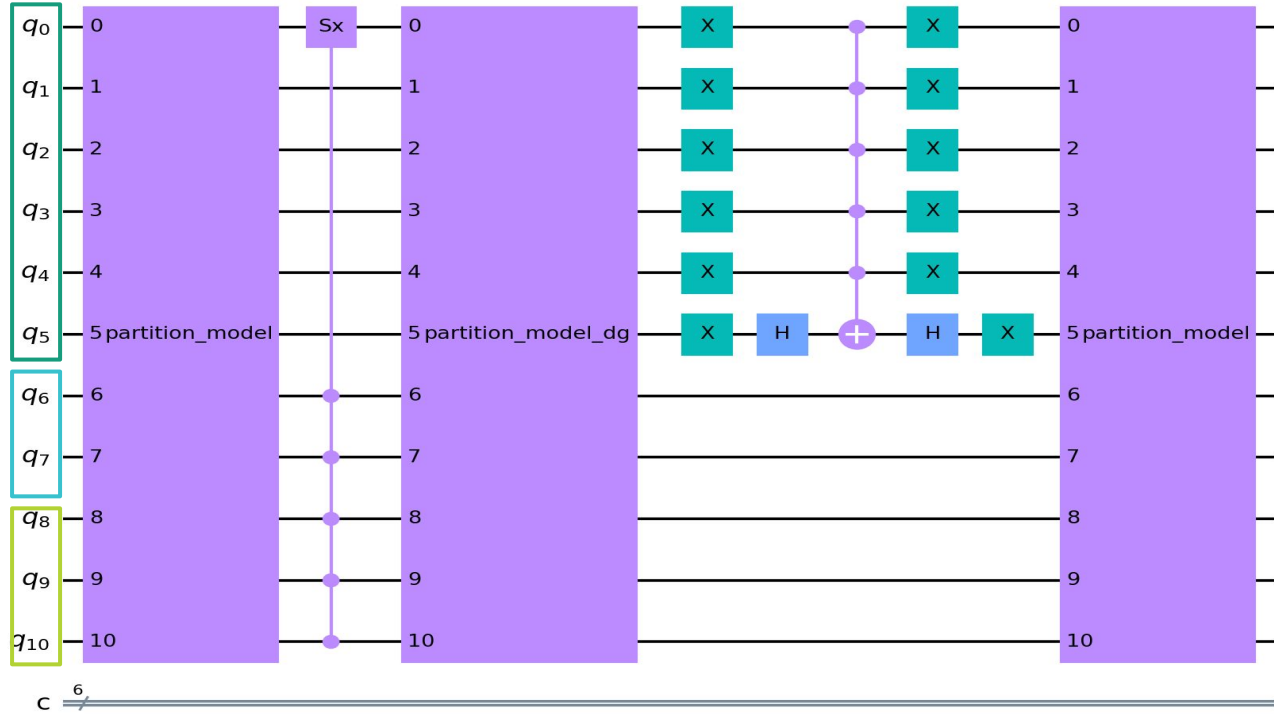 q0 0 Sx 0 X X 0
q1 1 1 X X 1
q2 2 2 X X 2
q3 3 3 X X 3
q4 4 4 X X 4
q5 5 partition_model 5 partition_model_dg X H + H X 5 partition_model
q6 6 6 6
q7 7 7 7
q8 8 8 8
q9 9 9 9
q10 10 10 10
6
c